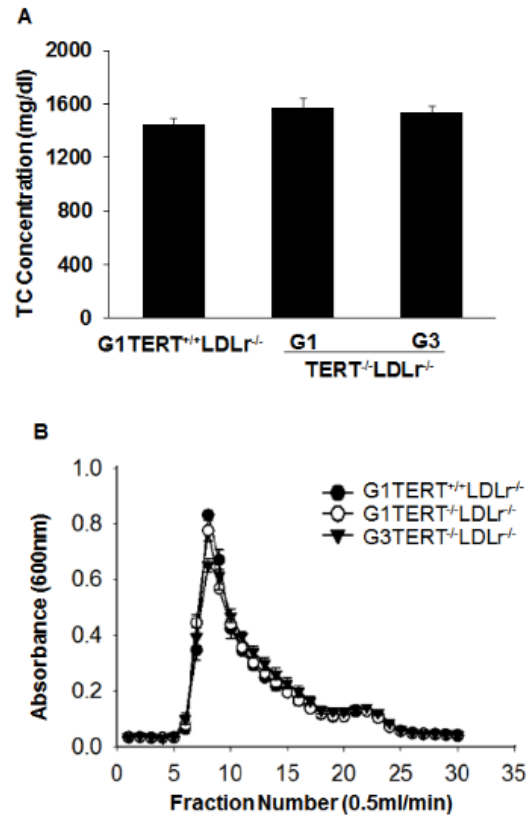 A
TC Concentration (mg/dl)
2000
1600
1200
800
400
0
G1TERT+/+LDLr-/- G1 G3
TERT-/-LDLr-/-
B
Absorbance (600nm)
1.0
0.8
0.6
0.4
0.2
0.0
G1TERT+/+LDLr-/-
G1TERT-/-LDLr-/-
G3TERT-/-LDLr-/-
0 5 10 15 20 25 30 35
Fraction Number (0.5ml/min)